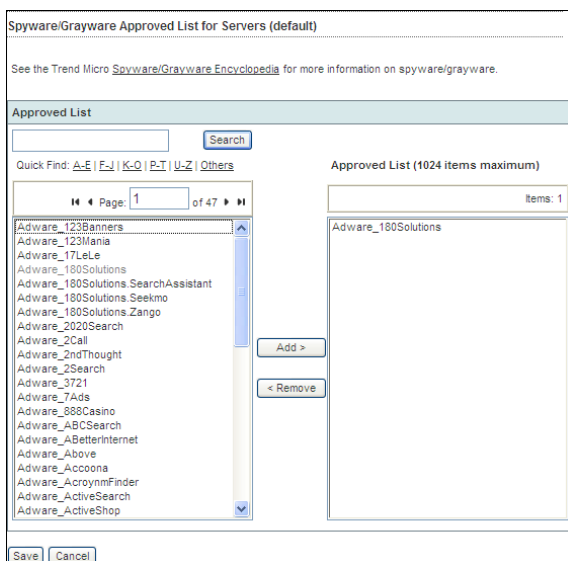 Spyware/Grayware Approved List for Servers (default)
See the Trend Micro Spyware/Grayware Encyclopedia for more information on spyware/grayware.
Approved List
Search
Quick Find: A-E | F-J | K-O | P-T | U-Z | Others
Approved List (1024 items maximum)
Page: 1 of 47
Items: 1
Adware_123Banners
Adware_123Mania
Adware_17LeLe
Adware_180Solutions
Adware_180Solutions.SearchAssistant
Adware_180Solutions.Seekmo
Adware_180Solutions.Zango
Adware_2020Search
Adware_2Call
Adware_2ndThought
Adware_2Search
Adware_3721
Adware_7Ads
Adware_888Casino
Adware_ABCSearch
Adware_ABetterInternet
Adware_Above
Adware_Accoona
Adware_AcroynmFinder
Adware_ActiveSearch
Adware_ActiveShop
Add >
< Remove
Adware_180Solutions
Save
Cancel